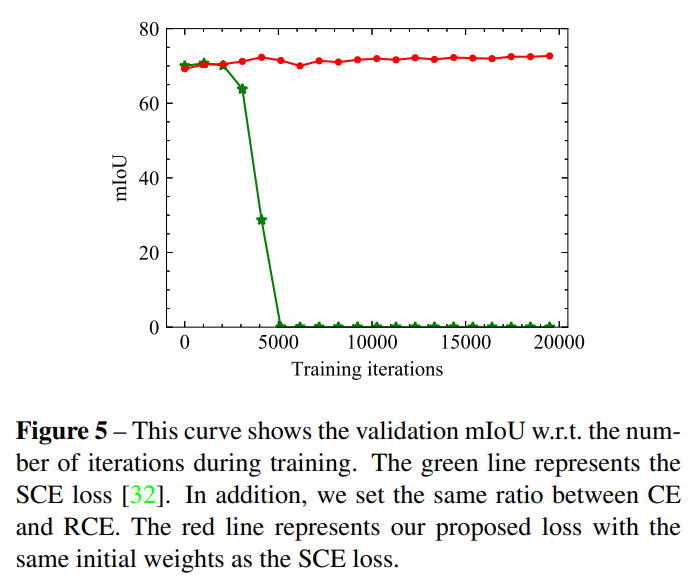 80
60
40
20
0
mIoU
0 5000 10000 15000 20000
Training iterations
Figure 5 – This curve shows the validation mIoU w.r.t. the num-
ber of iterations during training. The green line represents the
SCE loss [32]. In addition, we set the same ratio between CE
and RCE. The red line represents our proposed loss with the
same initial weights as the SCE loss.